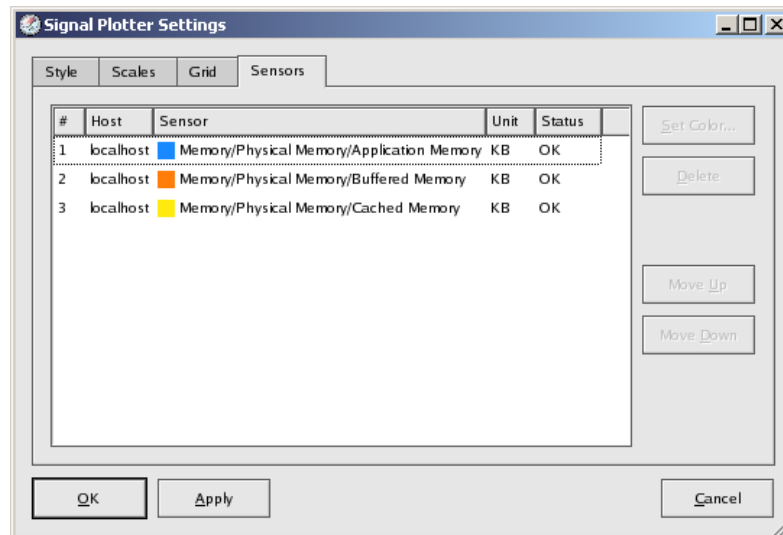 Signal Plotter Settings
Style Scales Grid Sensors
# Host Sensor Unit Status
1 localhost Memory/Physical Memory/Application Memory KB OK
2 localhost Memory/Physical Memory/Buffered Memory KB OK
3 localhost Memory/Physical Memory/Cached Memory KB OK
Set Color...
Delete
Move Up
Move Down
OK Apply Cancel